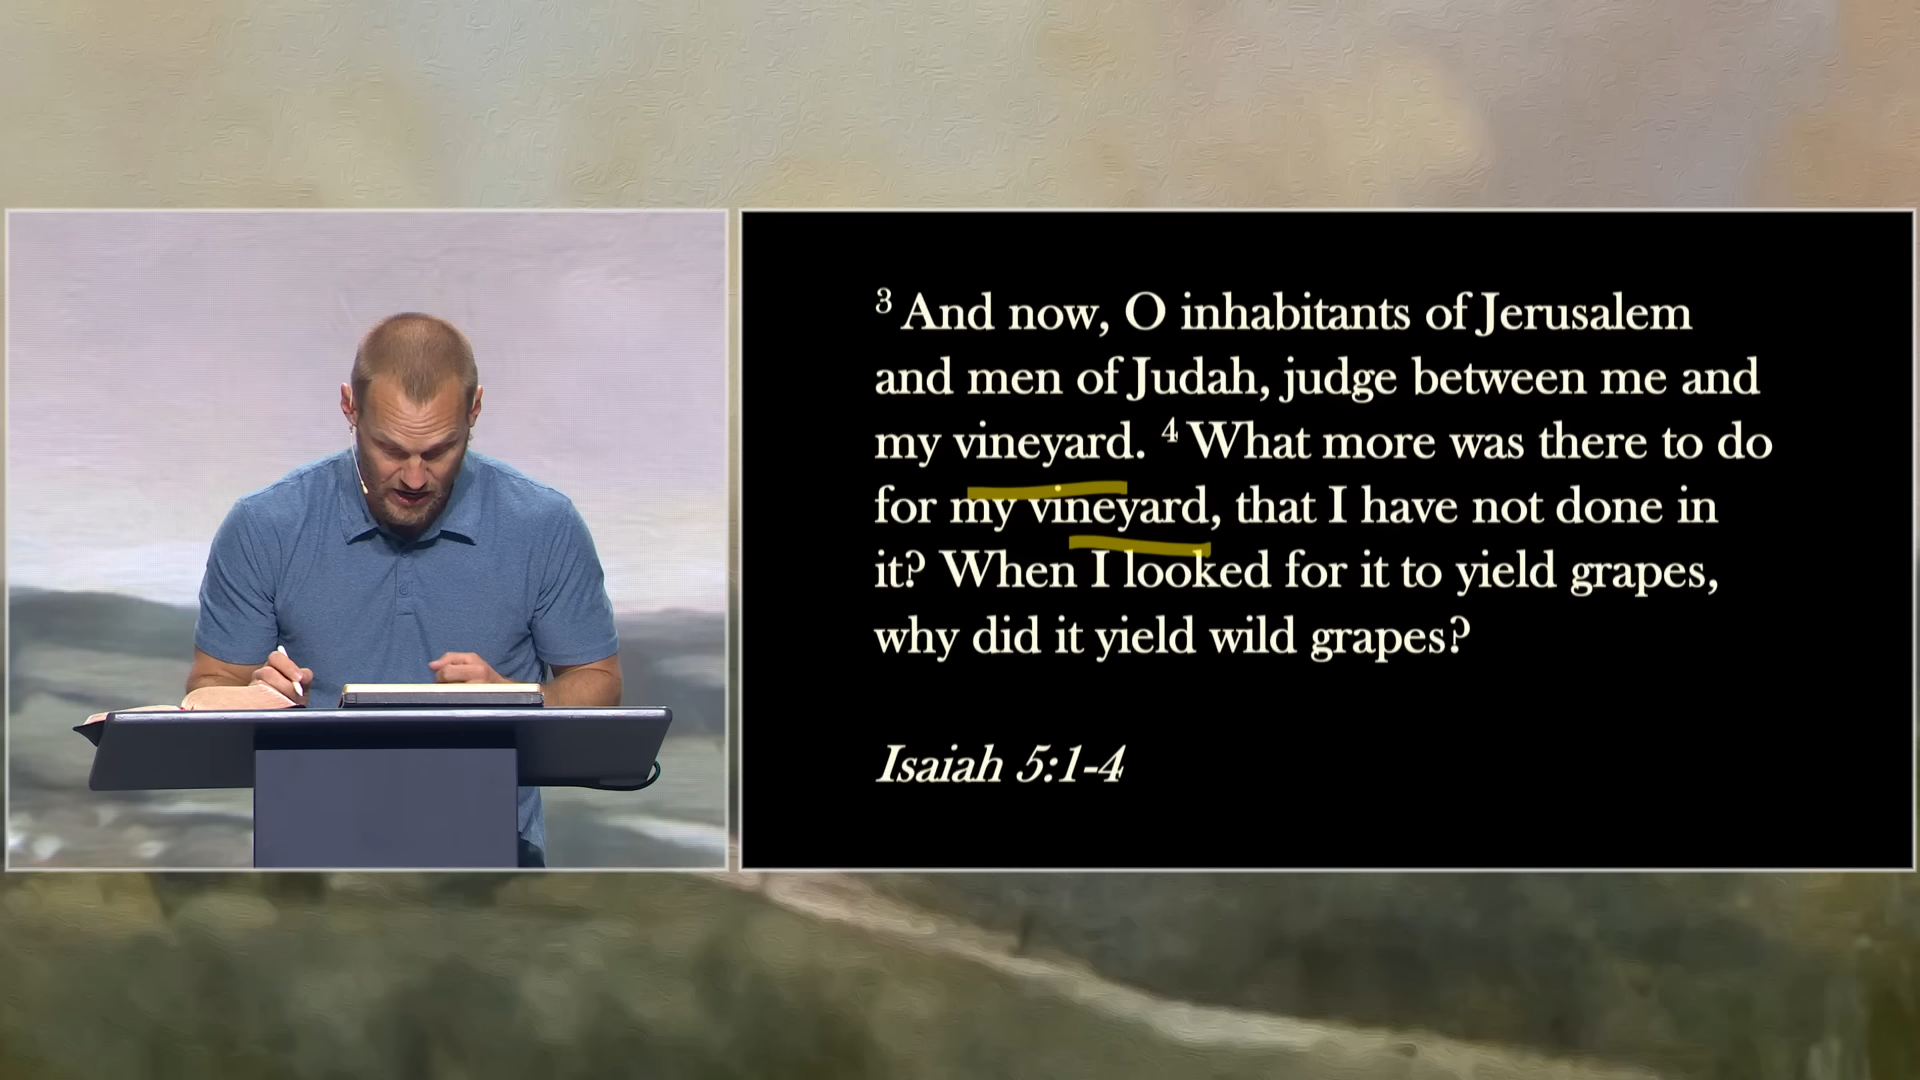 3 And now, O inhabitants of Jerusalem
and men of Judah, judge between me and
my vineyard. 4 What more was there to do
for my vineyard, that I have not done in
it? When I looked for it to yield grapes,
why did it yield wild grapes?
Isaiah 5:1-4